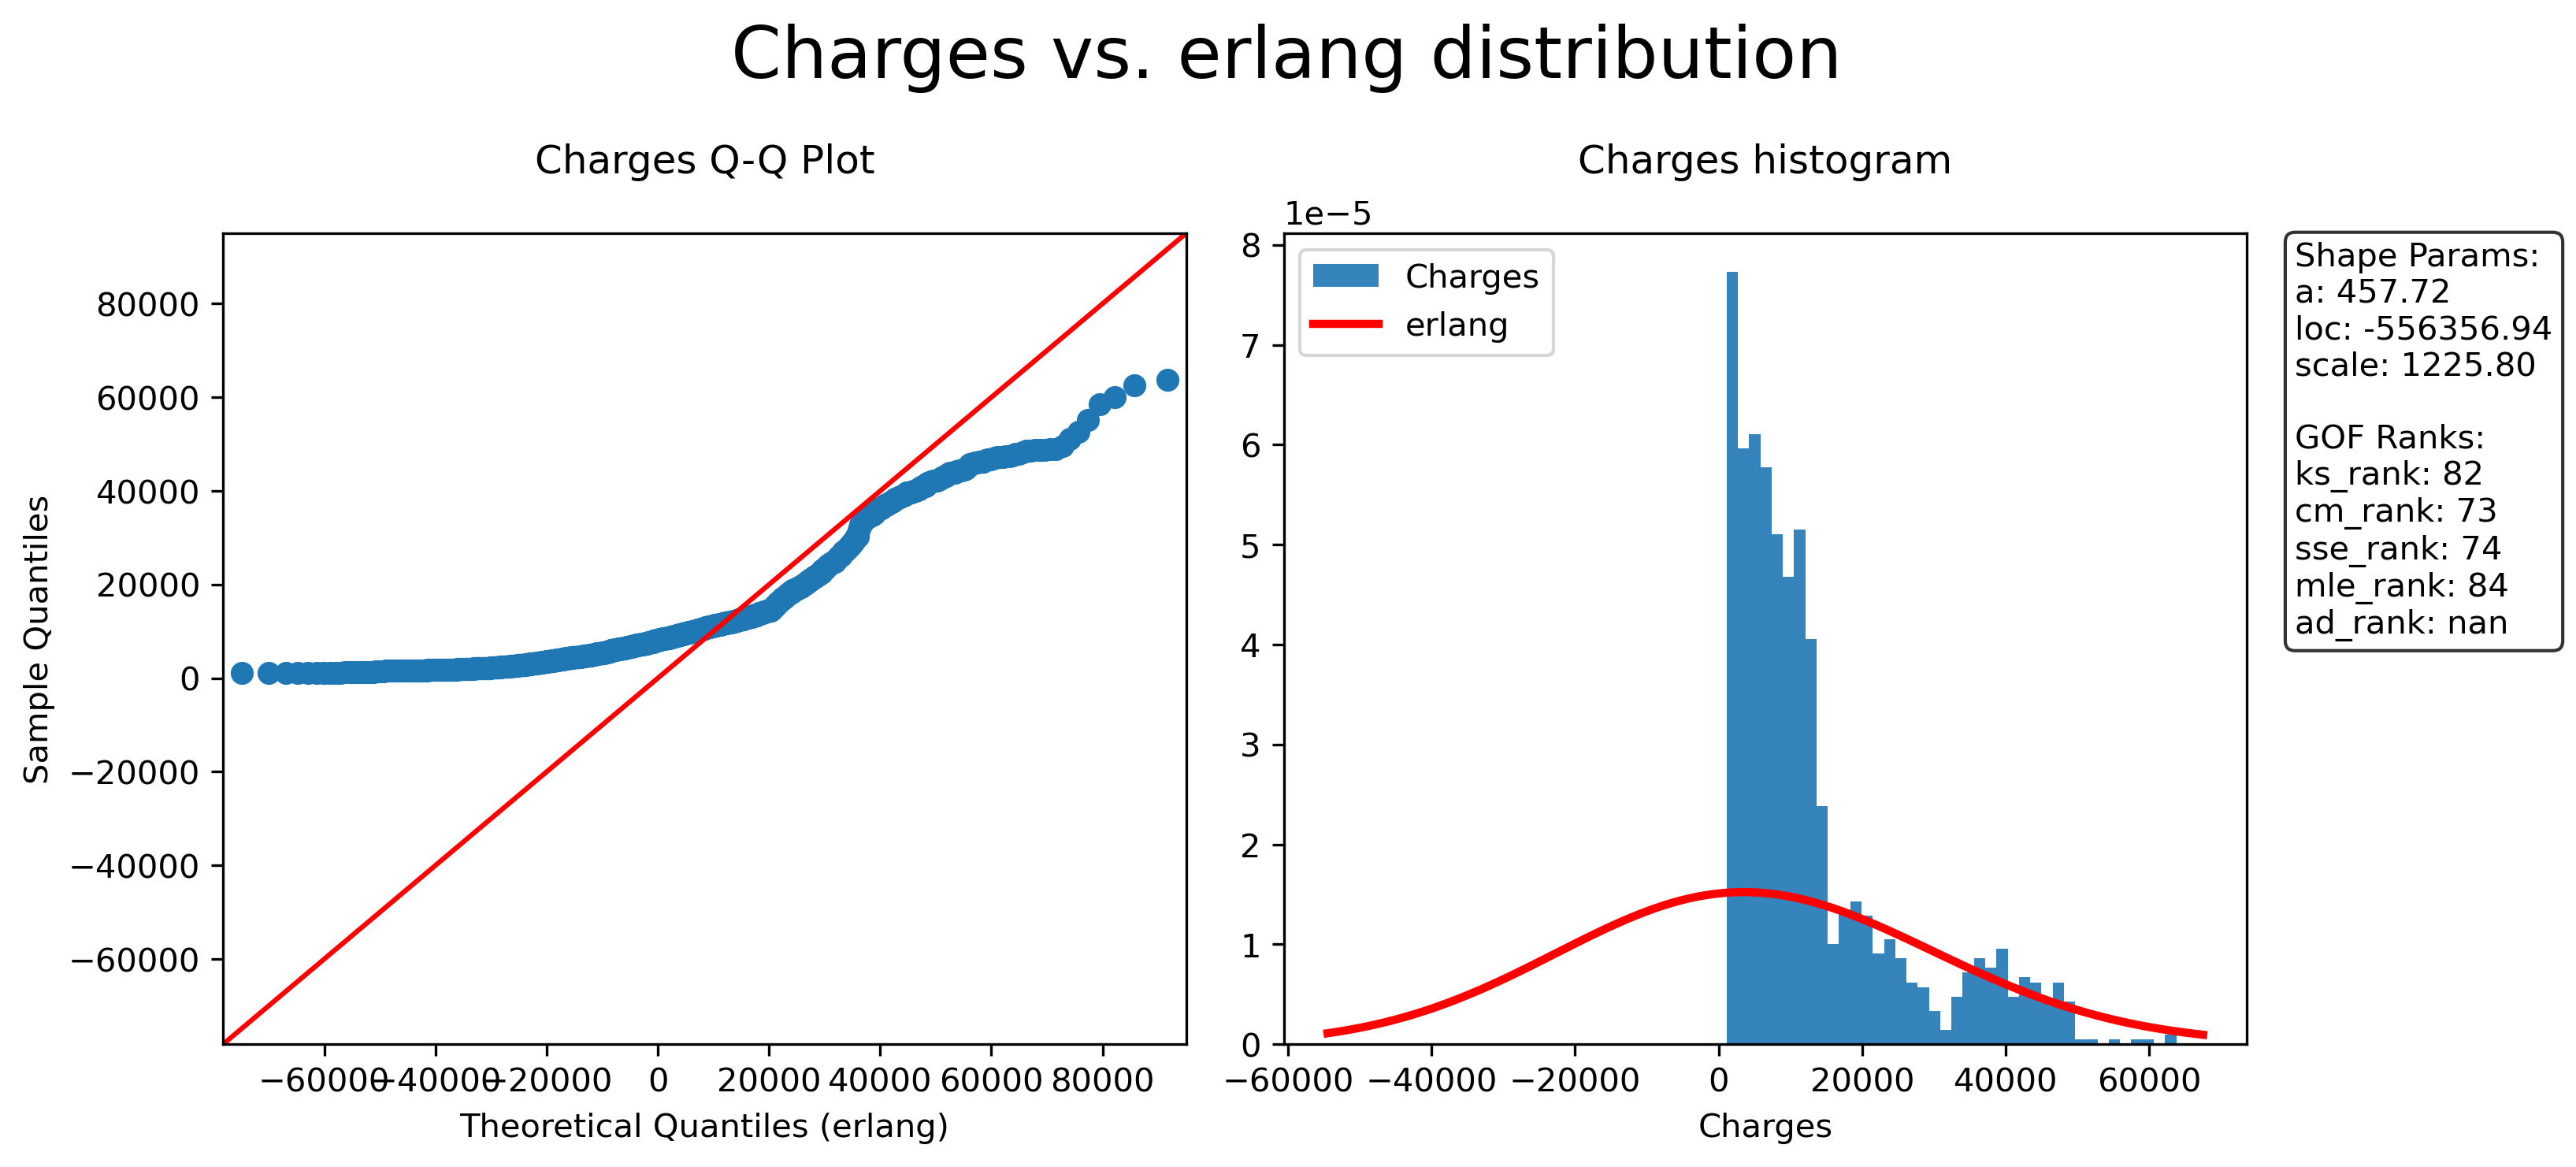 Charges vs. erlang distribution
Charges Q-Q Plot
80000
60000
40000
20000
0
−20000
−40000
−60000
Sample Quantiles
−60000
−40000
−20000
0
20000
40000
60000
80000
Theoretical Quantiles (erlang)
Charges histogram
1e−5
8
7
6
5
4
3
2
1
0
Charges
erlang
−60000
−40000
−20000
0
20000
40000
60000
Charges
Shape Params:
a: 457.72
loc: -556356.94
scale: 1225.80
GOF Ranks:
ks_rank: 82
cm_rank: 73
sse_rank: 74
mle_rank: 84
ad_rank: nan